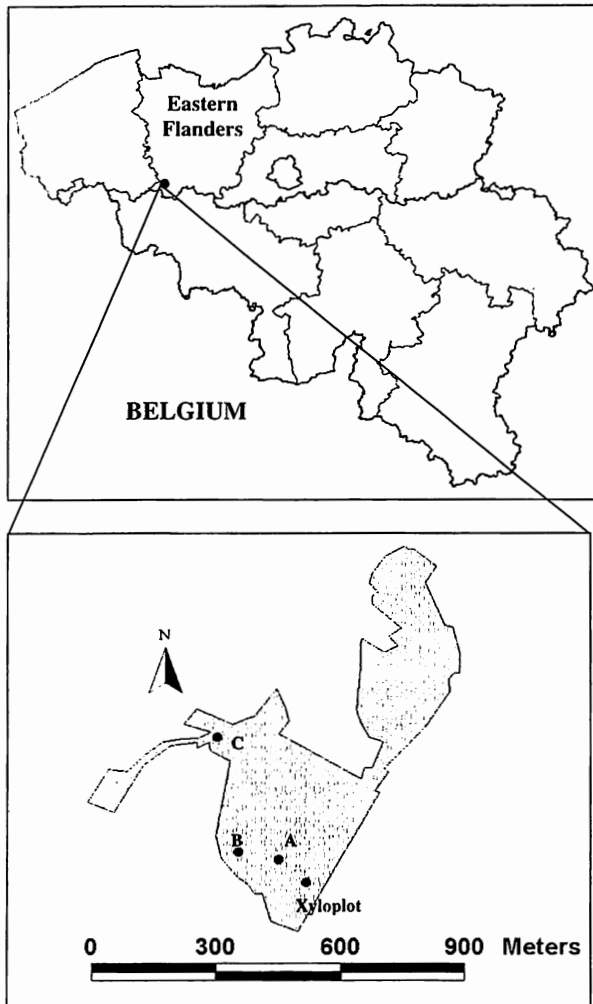 Eastern
Flanders
BELGIUM
N
C
B
A
Xyloplot
0 300 600 900 Meters